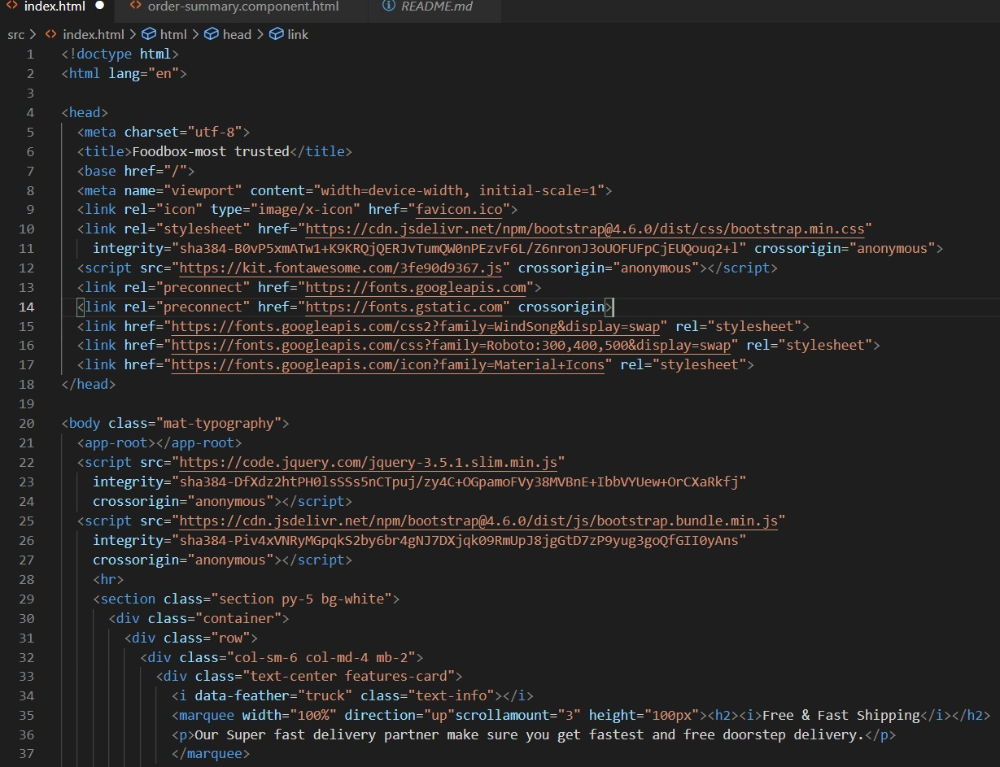 index.html ●
order-summary.component.html
README.md
src > index.html > html > head > link
1 <!doctype html>
2 <html lang="en">
3
4 <head>
5 <meta charset="utf-8">
6 <title>Foodbox-most trusted</title>
7 <base href="/">
8 <meta name="viewport" content="width=device-width, initial-scale=1">
9 <link rel="icon" type="image/x-icon" href="favicon.ico">
10 <link rel="stylesheet" href="https://cdn.jsdelivr.net/npm/bootstrap@4.6.0/dist/css/bootstrap.min.css"
11 integrity="sha384-B0vP5xmATw1+K9KRQjQERJvTumQW0nPEzvF6L/Z6nronJ3oUOFUFpCjEUQouq2+l" crossorigin="anonymous">
12 <script src="https://kit.fontawesome.com/3fe90d9367.js" crossorigin="anonymous"></script>
13 <link rel="preconnect" href="https://fonts.googleapis.com">
14 <link rel="preconnect" href="https://fonts.gstatic.com" crossorigin>
15 <link href="https://fonts.googleapis.com/css2?family=WindSong&display=swap" rel="stylesheet">
16 <link href="https://fonts.googleapis.com/css?family=Roboto:300,400,500&display=swap" rel="stylesheet">
17 <link href="https://fonts.googleapis.com/icon?family=Material+Icons" rel="stylesheet">
18 </head>
19
20 <body class="mat-typography">
21 <app-root></app-root>
22 <script src="https://code.jquery.com/jquery-3.5.1.slim.min.js"
23 integrity="sha384-DfXdz2htPH0lsSSs5nCTpuj/zy4C+OGpamoFVy38MVBnE+IbbVYUew+OrCXaRkfj"
24 crossorigin="anonymous"></script>
25 <script src="https://cdn.jsdelivr.net/npm/bootstrap@4.6.0/dist/js/bootstrap.bundle.min.js"
26 integrity="sha384-Piv4xVNRyMGpqkS2by6br4gNJ7DXjqk09RmUpJ8jgGtD7zP9yug3goQfGII0yAns"
27 crossorigin="anonymous"></script>
28 <hr>
29 <section class="section py-5 bg-white">
30 <div class="container">
31 <div class="row">
32 <div class="col-sm-6 col-md-4 mb-2">
33 <div class="text-center features-card">
34 <i data-feather="truck" class="text-info"></i>
35 <marquee width="100%" direction="up"scrollamount="3" height="100px"><h2><i>Free & Fast Shipping</i></h2>
36 <p>Our Super fast delivery partner make sure you get fastest and free doorstep delivery.</p>
37 </marquee>